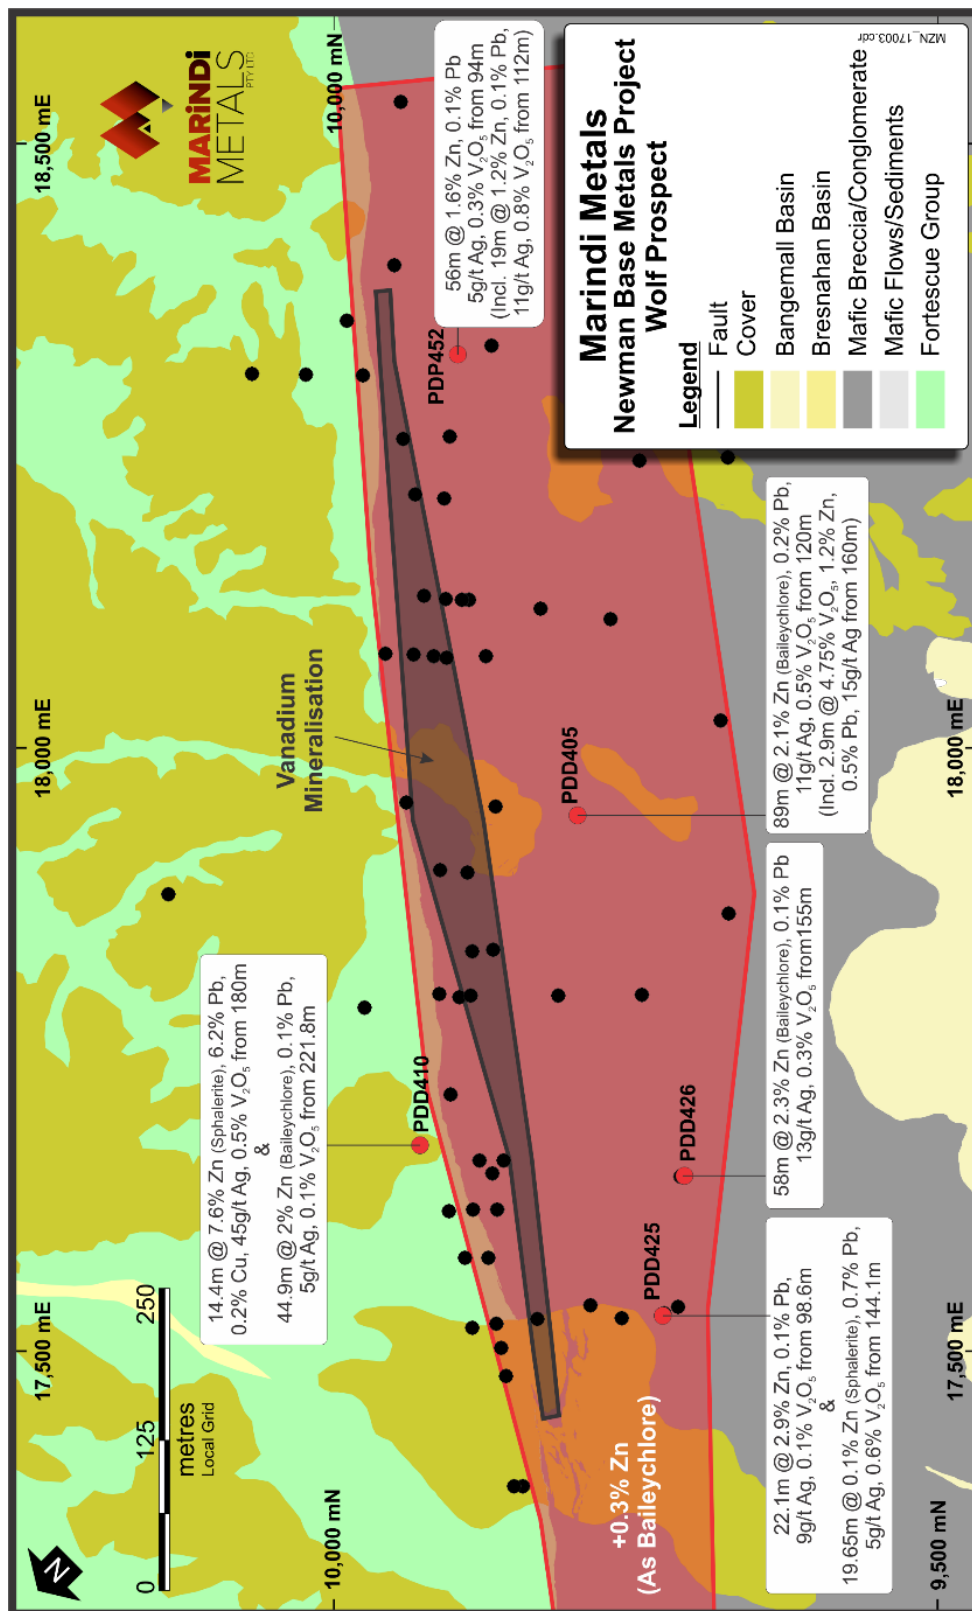 MARiNDi
METALS
PTY LTD
17,500 mE
18,000 mE
18,500 mE
10,000 mN
10,000 mN
N
0
125
250
metres
Local Grid
14.4m @ 7.6% Zn (Sphalerite), 6.2% Pb,
0.2% Cu, 45g/t Ag, 0.5% V₂O₅ from 180m
&
44.9m @ 2% Zn (Baileychlore), 0.1% Pb,
5g/t Ag, 0.1% V₂O₅ from 221.8m
Vanadium
Mineralisation
PDD410
PDP452
56m @ 1.6% Zn, 0.1% Pb
5g/t Ag, 0.3% V₂O₅ from 94m
(Incl. 19m @ 1.2% Zn, 0.1% Pb,
11g/t Ag, 0.8% V₂O₅ from 112m)
PDD405
PDD425
PDD426
+0.3% Zn
(As Baileychlore)
22.1m @ 2.9% Zn, 0.1% Pb,
9g/t Ag, 0.1% V₂O₅ from 98.6m
&
19.65m @ 0.1% Zn (Sphalerite), 0.7% Pb,
5g/t Ag, 0.6% V₂O₅ from 144.1m
58m @ 2.3% Zn (Baileychlore), 0.1% Pb
13g/t Ag, 0.3% V₂O₅ from155m
89m @ 2.1% Zn (Baileychlore), 0.2% Pb,
11g/t Ag, 0.5% V₂O₅ from 120m
(Incl. 2.9m @ 4.75% V₂O₅, 1.2% Zn,
0.5% Pb, 15g/t Ag from 160m)
Marindi Metals
Newman Base Metals Project
Wolf Prospect
Legend
Fault
Cover
Bangemall Basin
Bresnahan Basin
Mafic Breccia/Conglomerate
Mafic Flows/Sediments
Fortescue Group
MZN_17003.cdr
9,500 mN
17,500 mE
18,000 mE